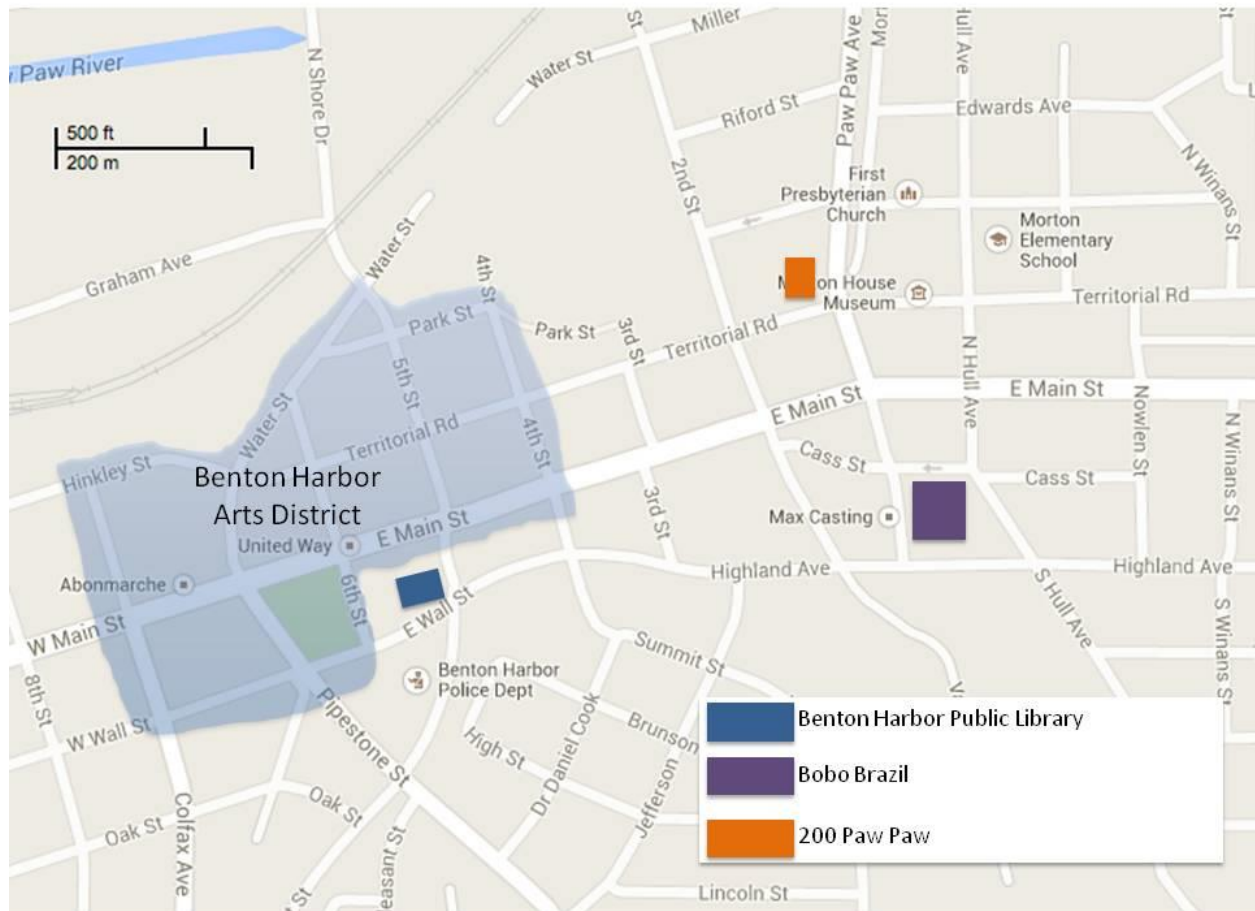 St
Miller
N Hull Ave
St
Paw River
N Shore Dr
Water St
Paw Paw Ave
Edwards Ave
500 ft
200 m
Riford St
N Winans St
2nd St
First
Presbyterian
Church
Morton
Elementary
School
Water St
Graham Ave
4th St
on House
Museum
Territorial Rd
Park St
Park St
3rd St
Territorial Rd
5th St
N Hull Ave
E Main St
E Main St
Nowlen St
N Winans St
Water St
Territorial Rd
4th St
Cass St
Cass St
Hinkley St
Benton Harbor
Arts District
3rd St
Max Casting
E Main St
United Way
Highland Ave
Highland Ave
Abonmarche
6th St
E Wall St
S Hull Ave
S Winans St
W Main St
Summit St
Benton Harbor
Police Dept
8th St
Pipestone St
Dr Daniel Cook
Brunson
W Wall St
High St
Jefferson
Benton Harbor Public Library
Bobo Brazil
200 Paw Paw
Colfax Ave
Oak St
Oak St
easant St
St
Lincoln St